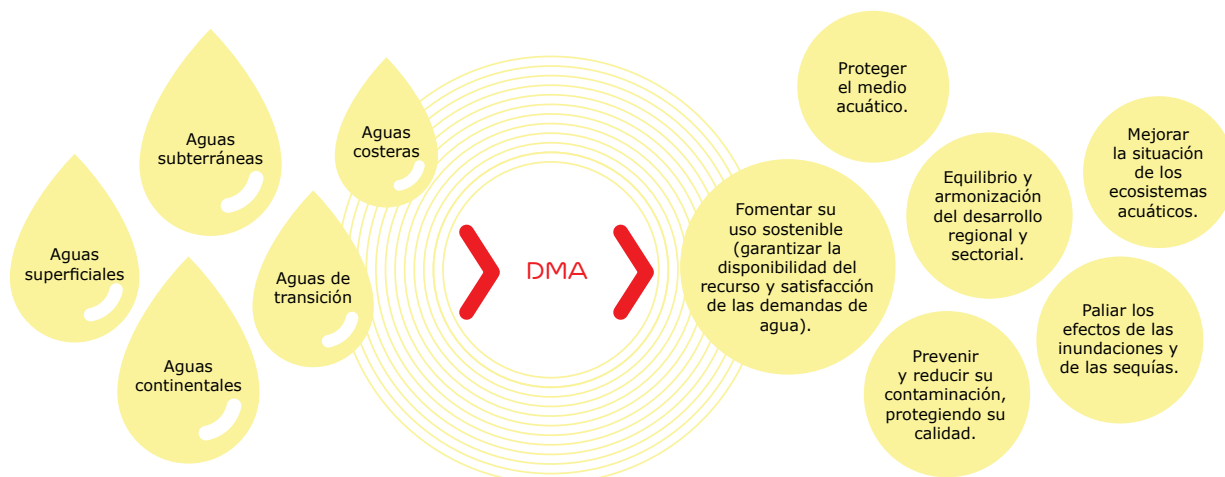 Aguas
subterráneas
Aguas
costeras
Aguas
superficiales
Aguas de
transición
Aguas
continentales
DMA
Proteger
el medio
acuático.
Mejorar
la situación
de los
ecosistemas
acuáticos.
Equilibrio y
armonización
del desarrollo
regional y
sectorial.
Fomentar su
uso sostenible
(garantizar la
disponibilidad del
recurso y satisfacción
de las demandas de
agua).
Paliar los
efectos de las
inundaciones y
de las sequías.
Prevenir
y reducir su
contaminación,
protegiendo su
calidad.